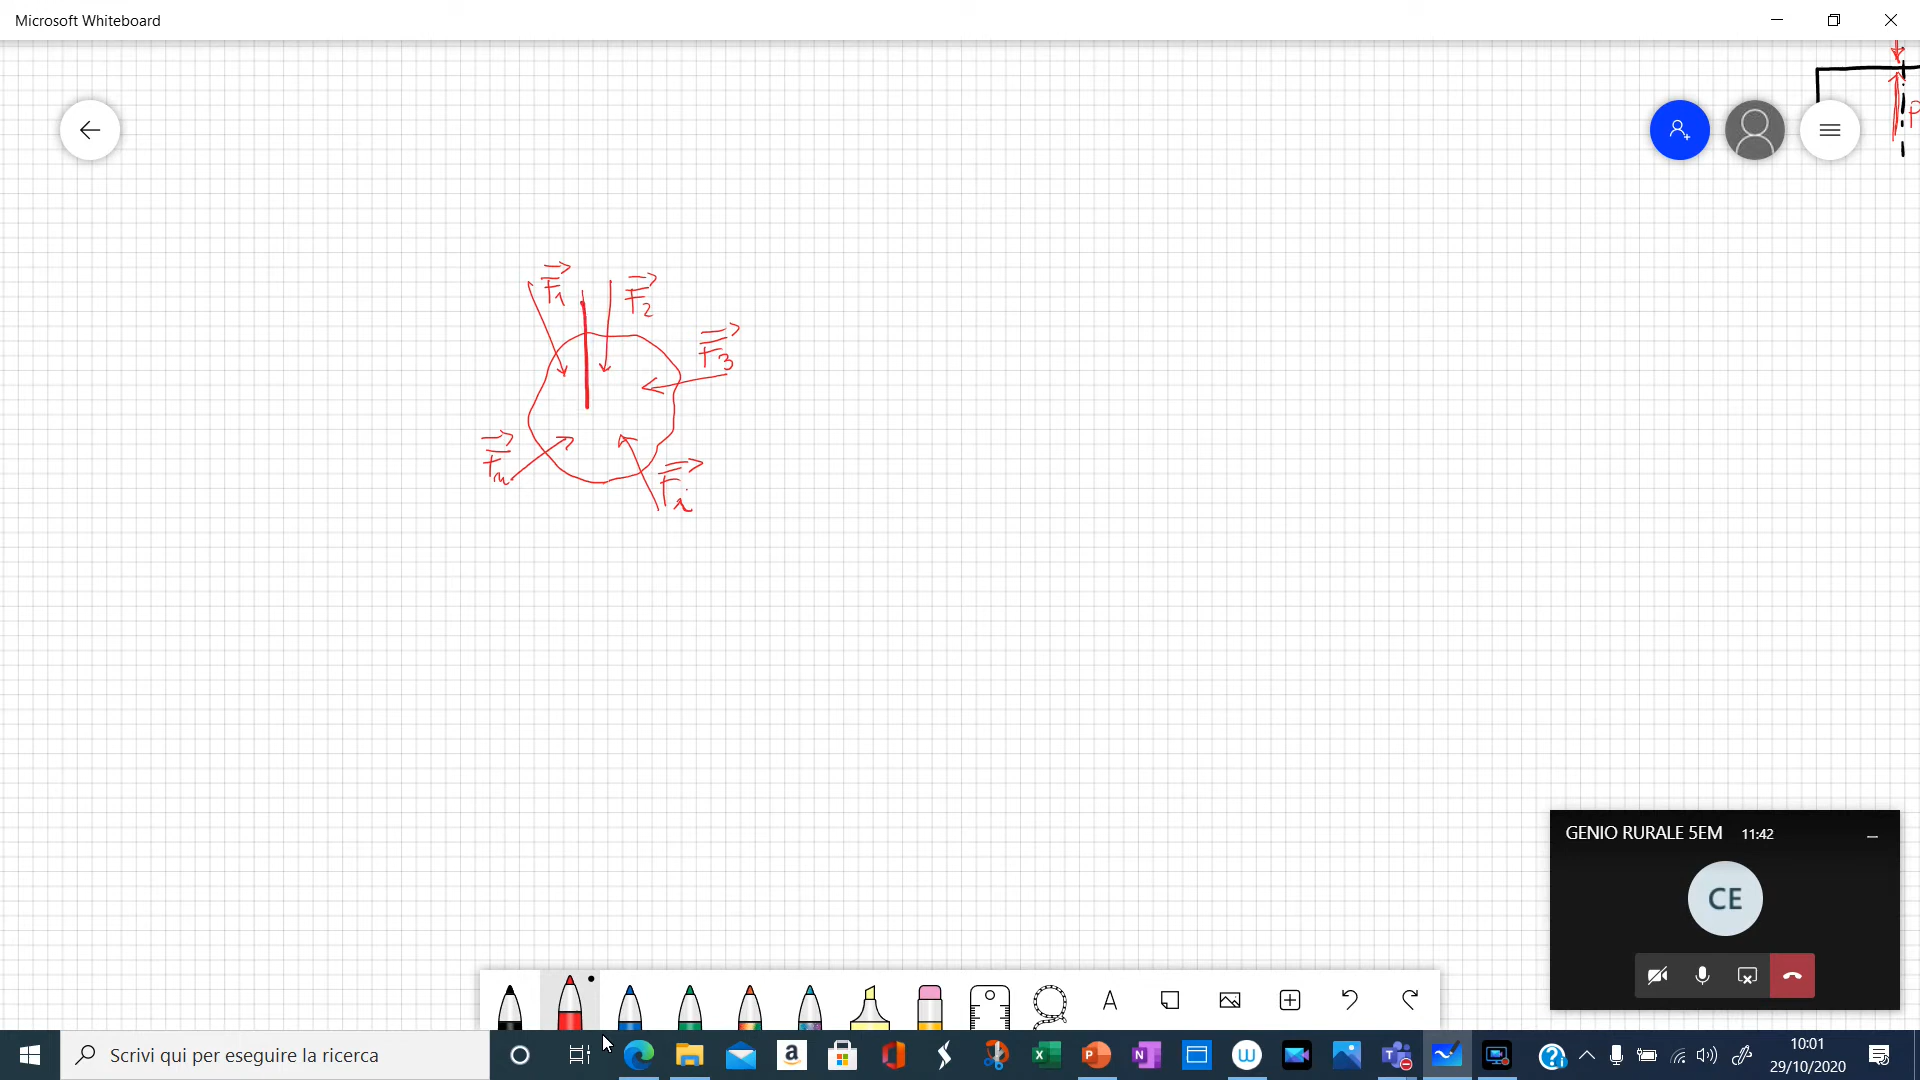 Microsoft Whiteboard
P
F1
F2
F3
Fn
Fi
GENIO RURALE 5EM 11:42
CE
A
Scrivi qui per eseguire la ricerca
10:01
29/10/2020